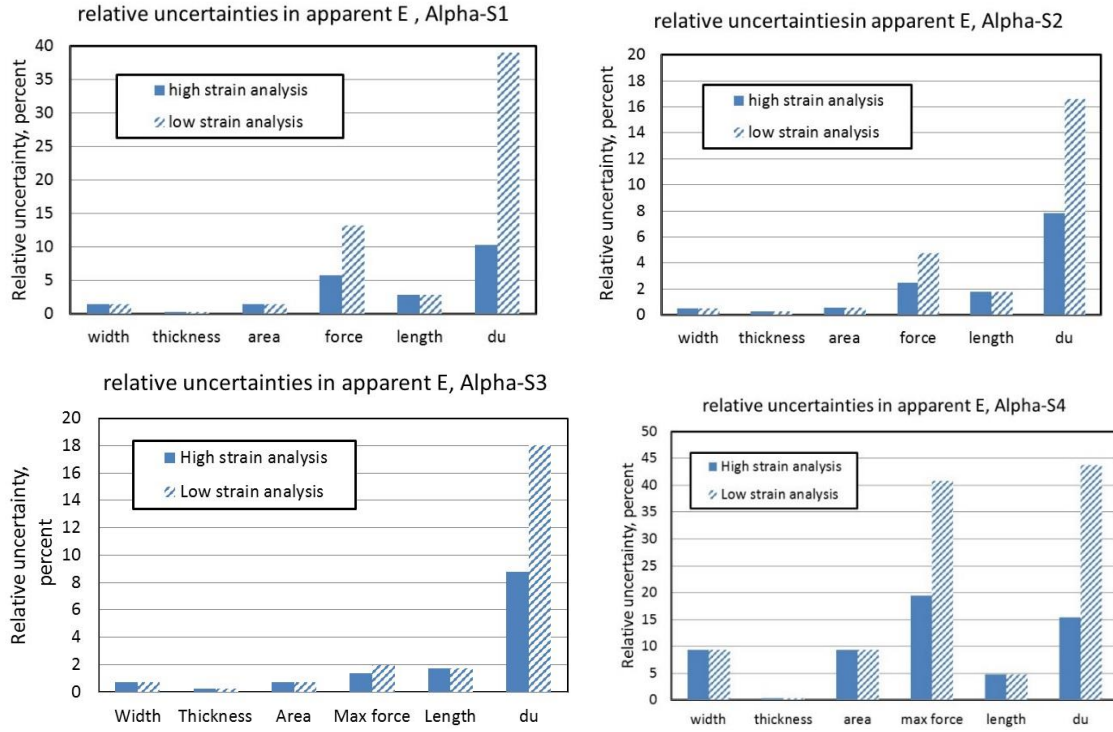 relative uncertainties in apparent E , Alpha-S1
Relative uncertainty, percent
40
35
30
25
20
15
10
5
0
high strain analysis
low strain analysis
width thickness area force length du
relative uncertaintiesin apparent E, Alpha-S2
Relative uncertainty, percent
20
18
16
14
12
10
8
6
4
2
0
high strain analysis
low strain analysis
width thickness area force length du
relative uncertainties in apparent E, Alpha-S3
Relative uncertainty,
percent
20
18
16
14
12
10
8
6
4
2
0
High strain analysis
Low strain analysis
Width Thickness Area Max force Length du
relative uncertainties in apparent E, Alpha-S4
Relative uncertainty, percent
50
45
40
35
30
25
20
15
10
5
0
High strain analysis
Low strain analysis
width thickness area max force length du